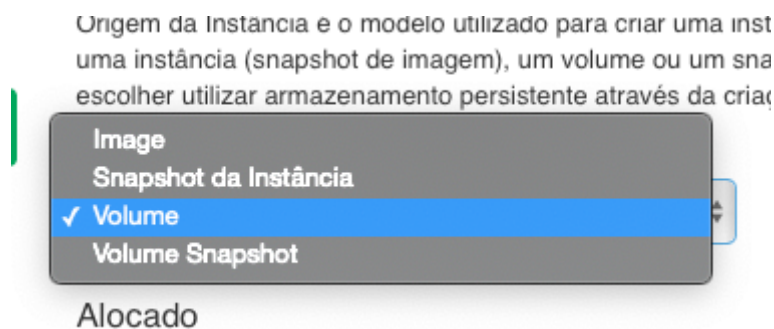 Origem da Instância é o modelo utilizado para criar uma inst
uma instância (snapshot de imagem), um volume ou um sna
escolher utilizar armazenamento persistente através da criaç
Image
Snapshot da Instância
✓ Volume
Volume Snapshot
Alocado